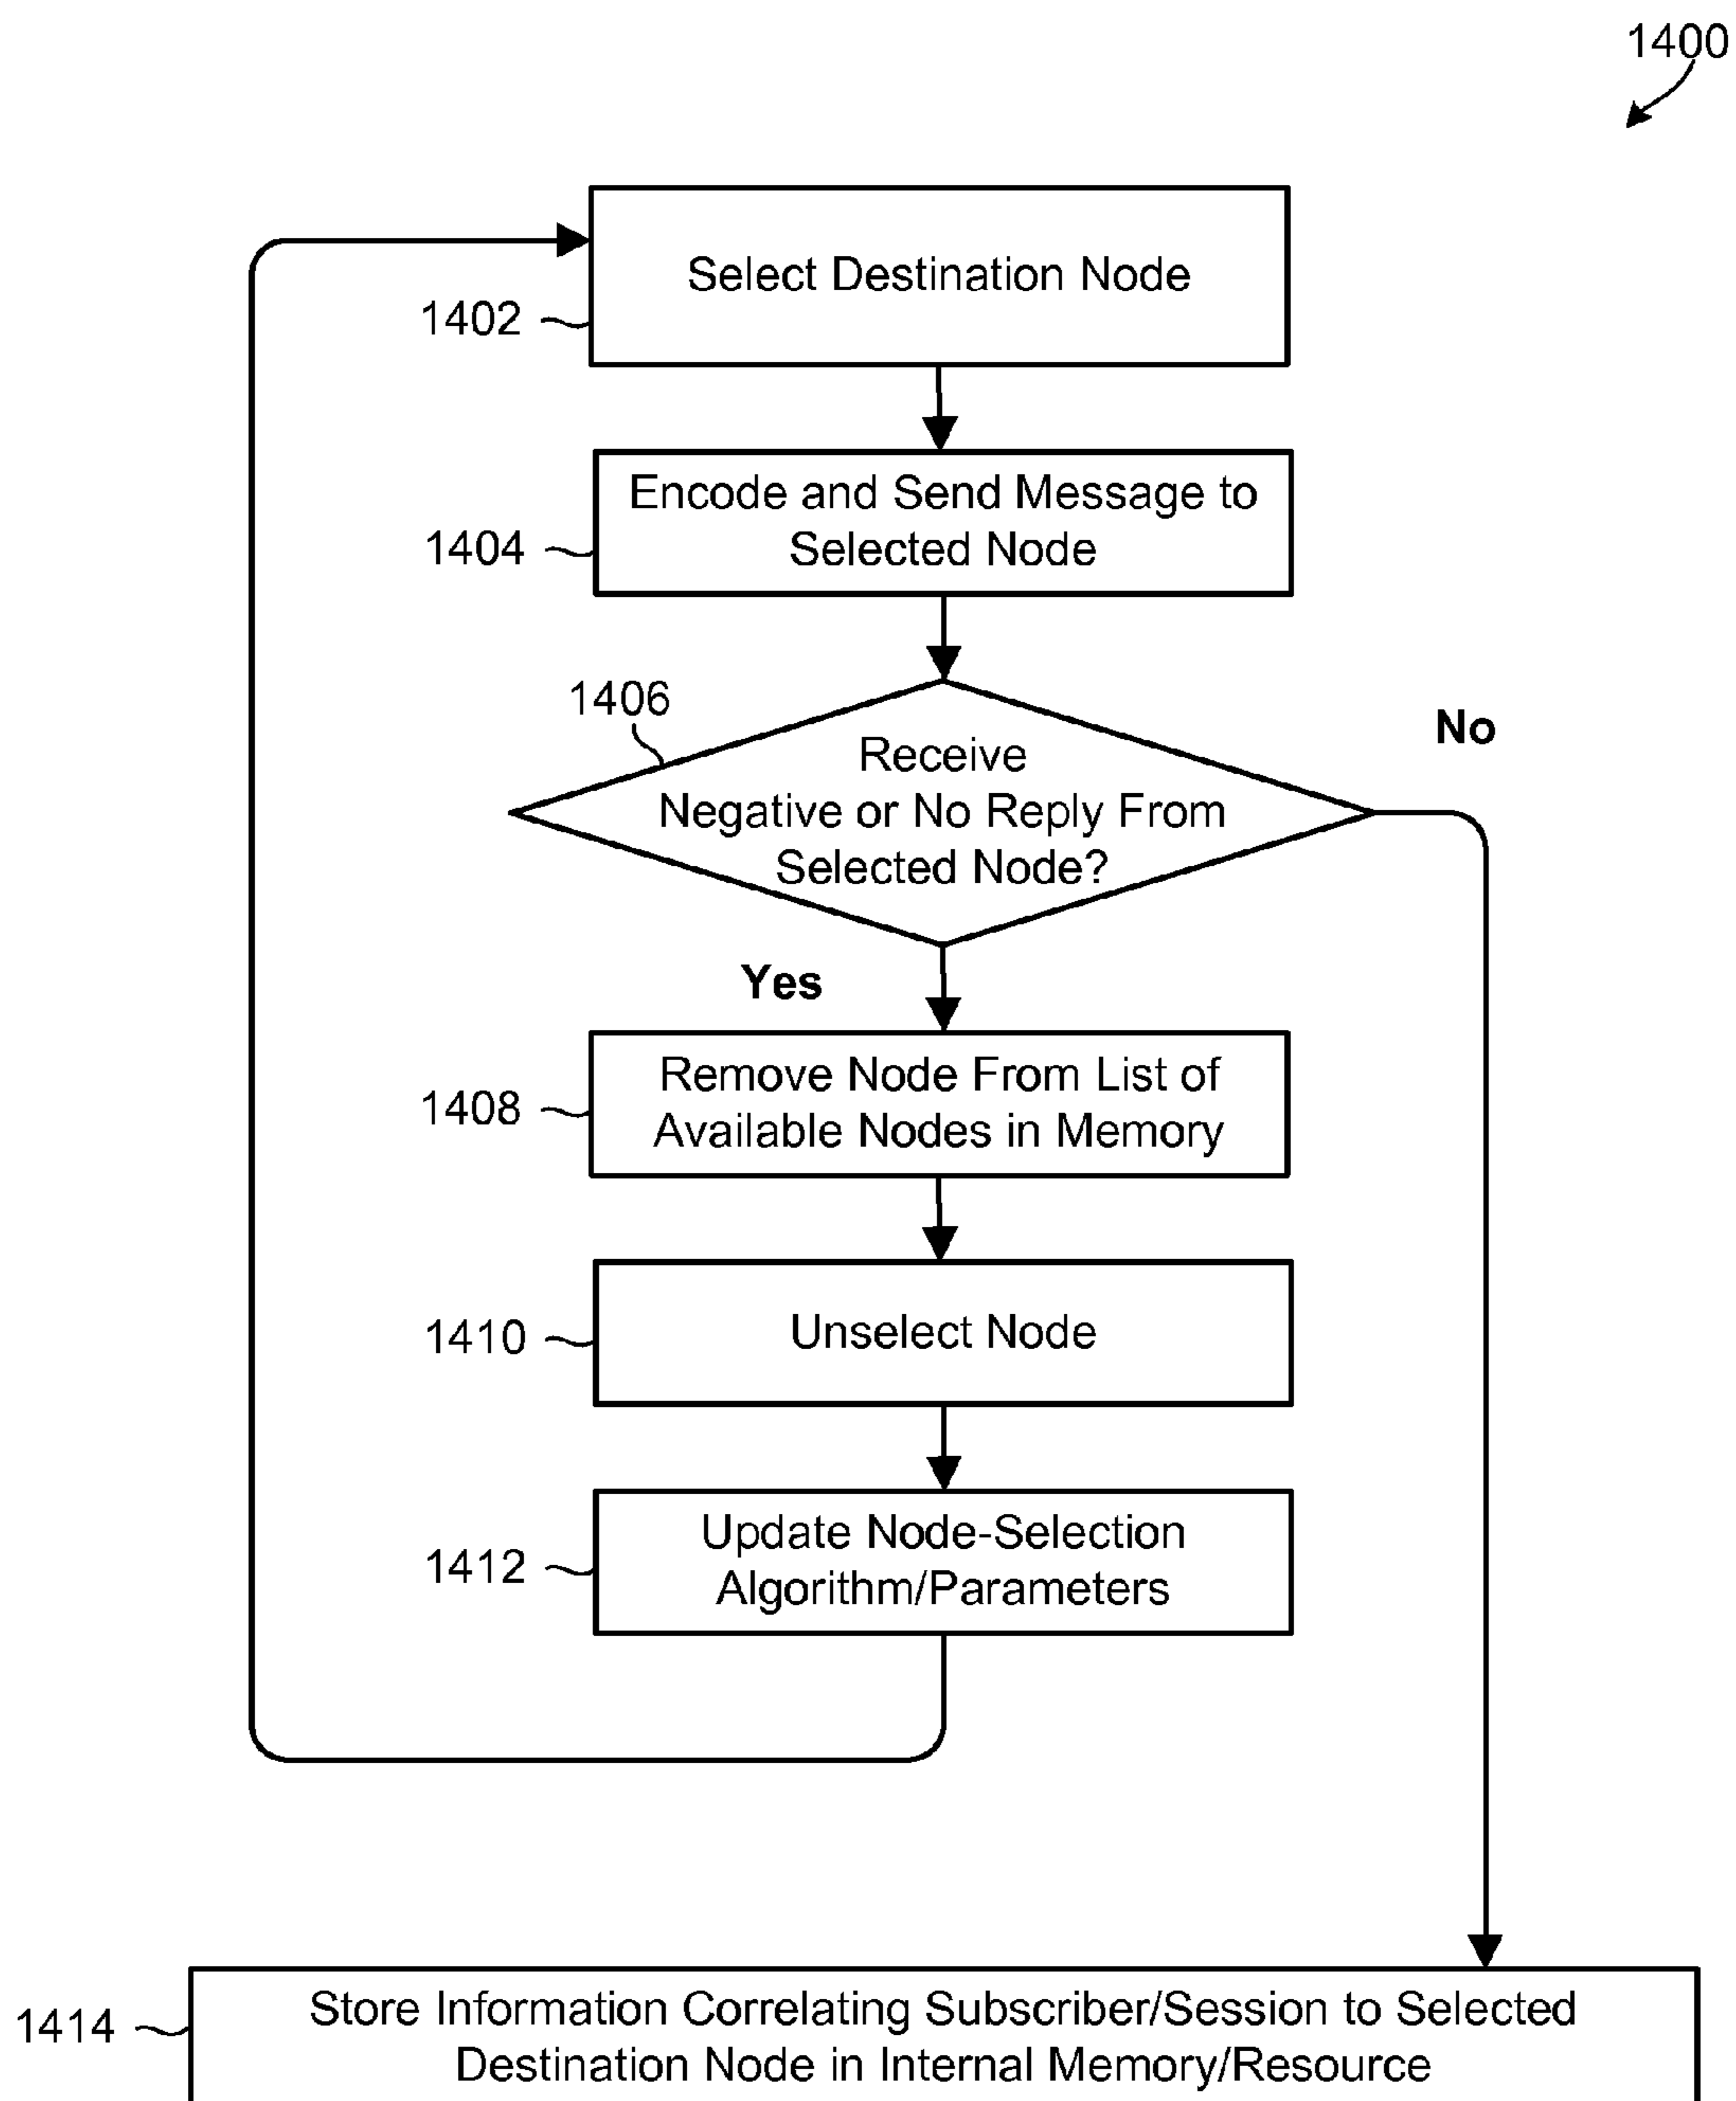 1400
Select Destination Node
1402
Encode and Send Message to
Selected Node
1404
1406
Receive
Negative or No Reply From
Selected Node?
No
Yes
Remove Node From List of
Available Nodes in Memory
1408
Unselect Node
1410
Update Node-Selection
Algorithm/Parameters
1412
Store Information Correlating Subscriber/Session to Selected
Destination Node in Internal Memory/Resource
1414